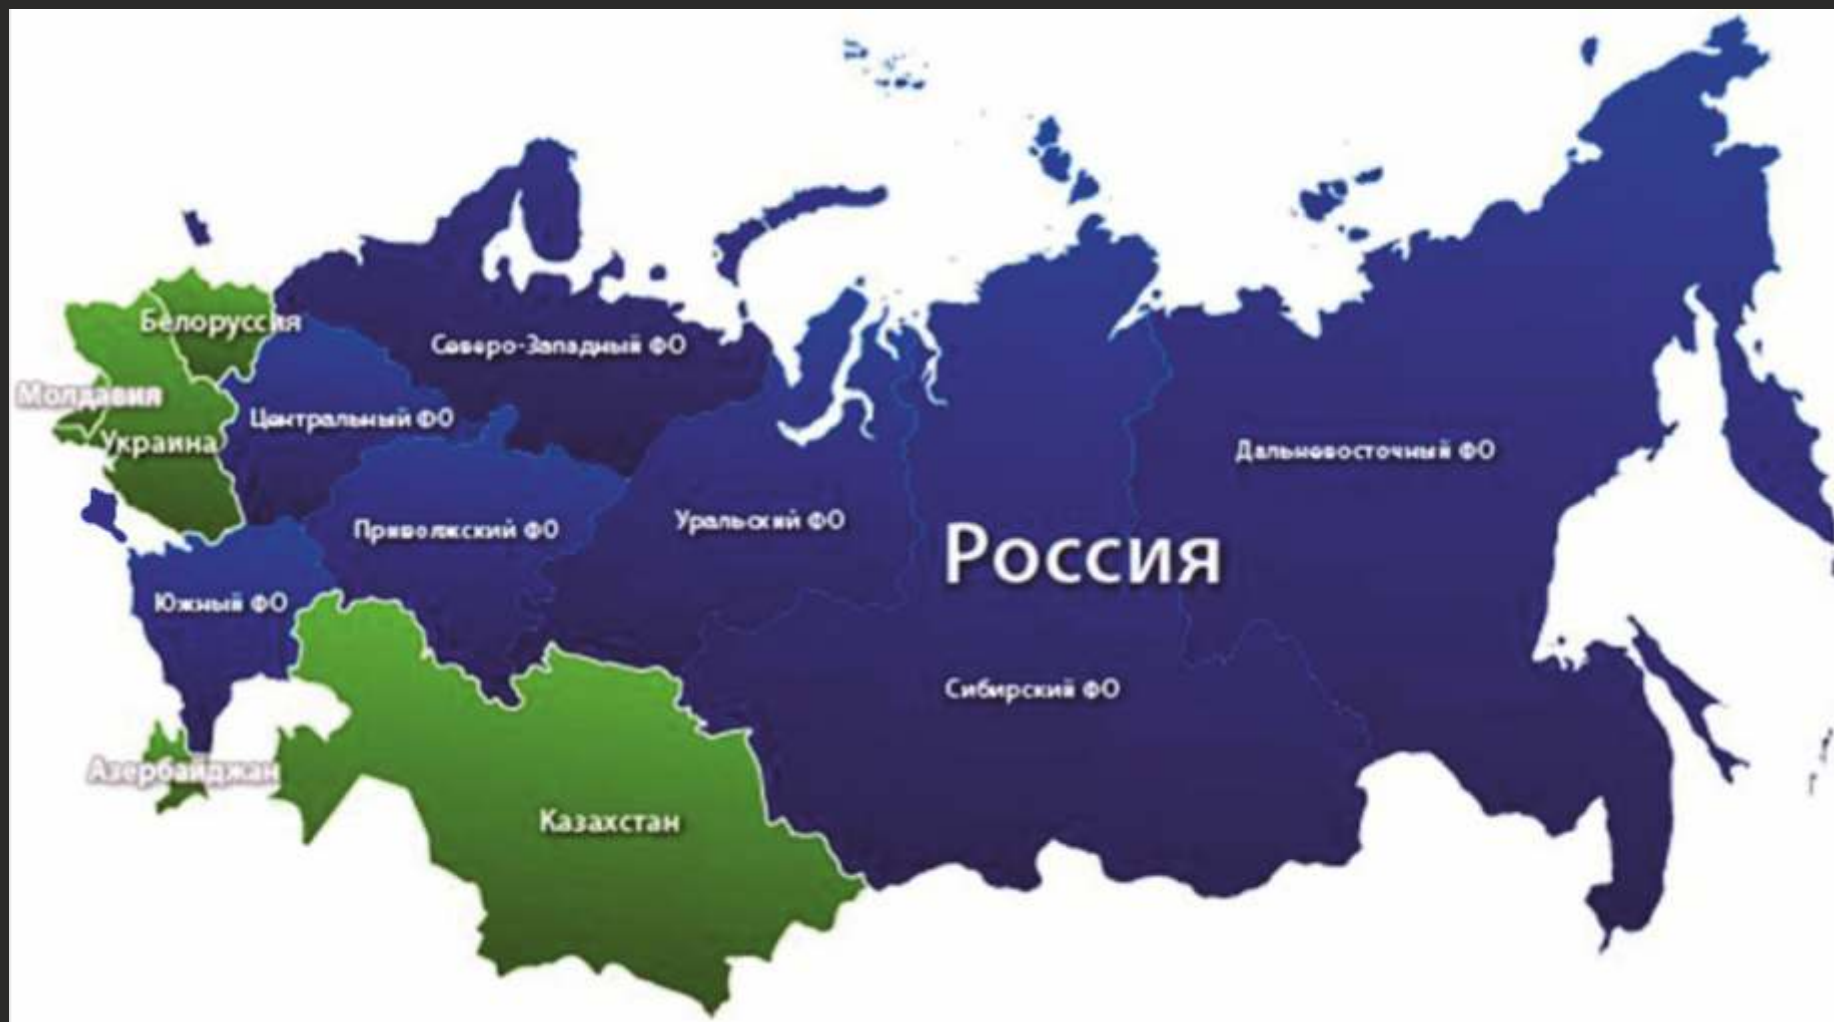 Белоруссия
Северо-Западный ФО
Молдавия
Центральный ФО
Украина
Дальневосточный ФО
Приволжский ФО
Уральский ФО
Россия
Южный ФО
Сибирский ФО
Азербайджан
Казахстан